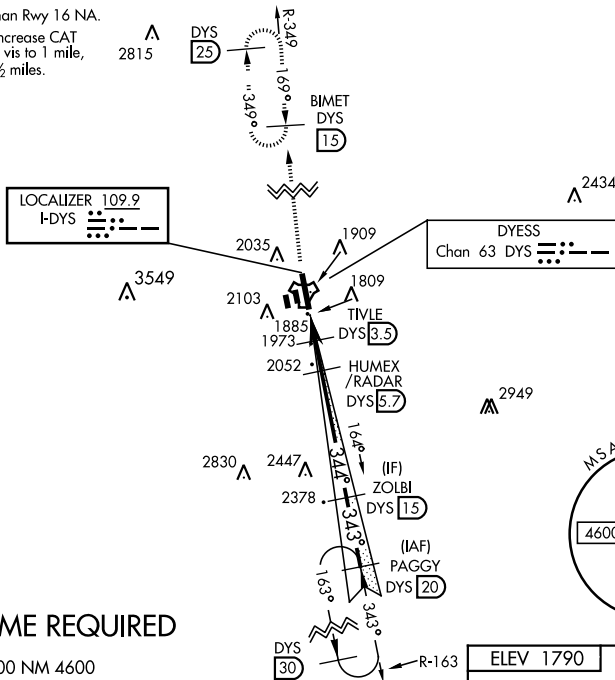 an Rwy 16 NA.
ncrease CAT
vis to 1 mile,
½ miles.
2815
DYS
25
R-349
169°
349°
BIMET
DYS
15
LOCALIZER 109.9
I-DYS
2434
DYESS
Chan 63 DYS
2035
1909
3549
2103
1809
1885
TIVLE
DYS 3.5
1973
2052
HUMEX
/RADAR
DYS 5.7
2949
164°
344°
2830
2447
(IF)
ZOLBI
DYS 15
2378
343°
MSA
4600
(IAF)
PAGGY
DYS 20
163°
343°
ME REQUIRED
DYS
30
R-163
ELEV 1790
00 NM 4600